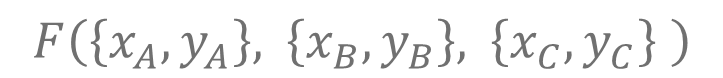 F({x_A, y_A}, {x_B, y_B}, {x_C, y_C} )